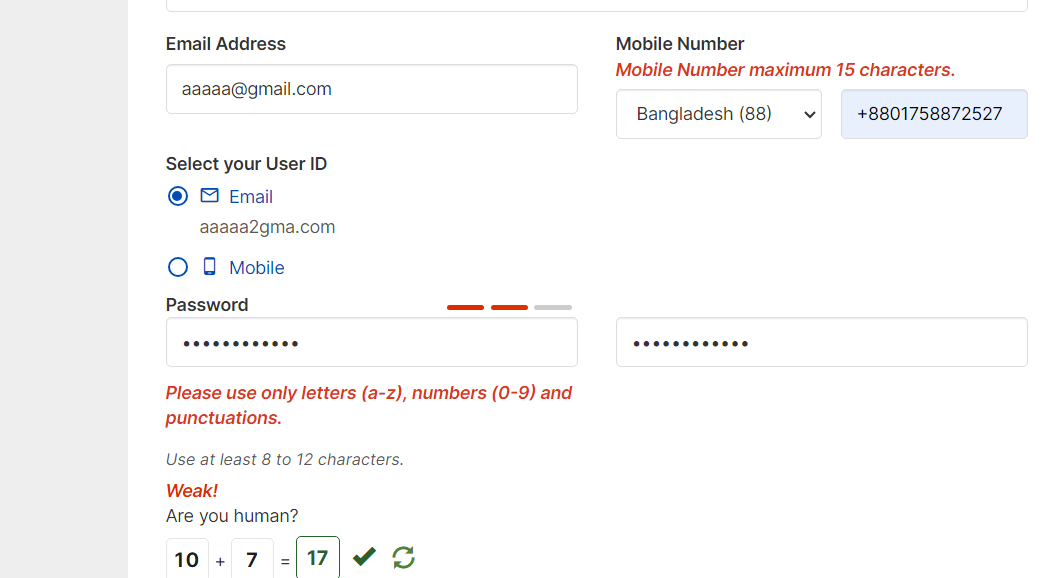 Email Address
Mobile Number
Mobile Number maximum 15 characters.
aaaaa@gmail.com
Bangladesh (88)
+8801758872527
Select your User ID
Email
aaaaa2gma.com
Mobile
Password
••••••••••••
••••••••••••
Please use only letters (a-z), numbers (0-9) and
punctuations.
Use at least 8 to 12 characters.
Weak!
Are you human?
10 + 7 = 17